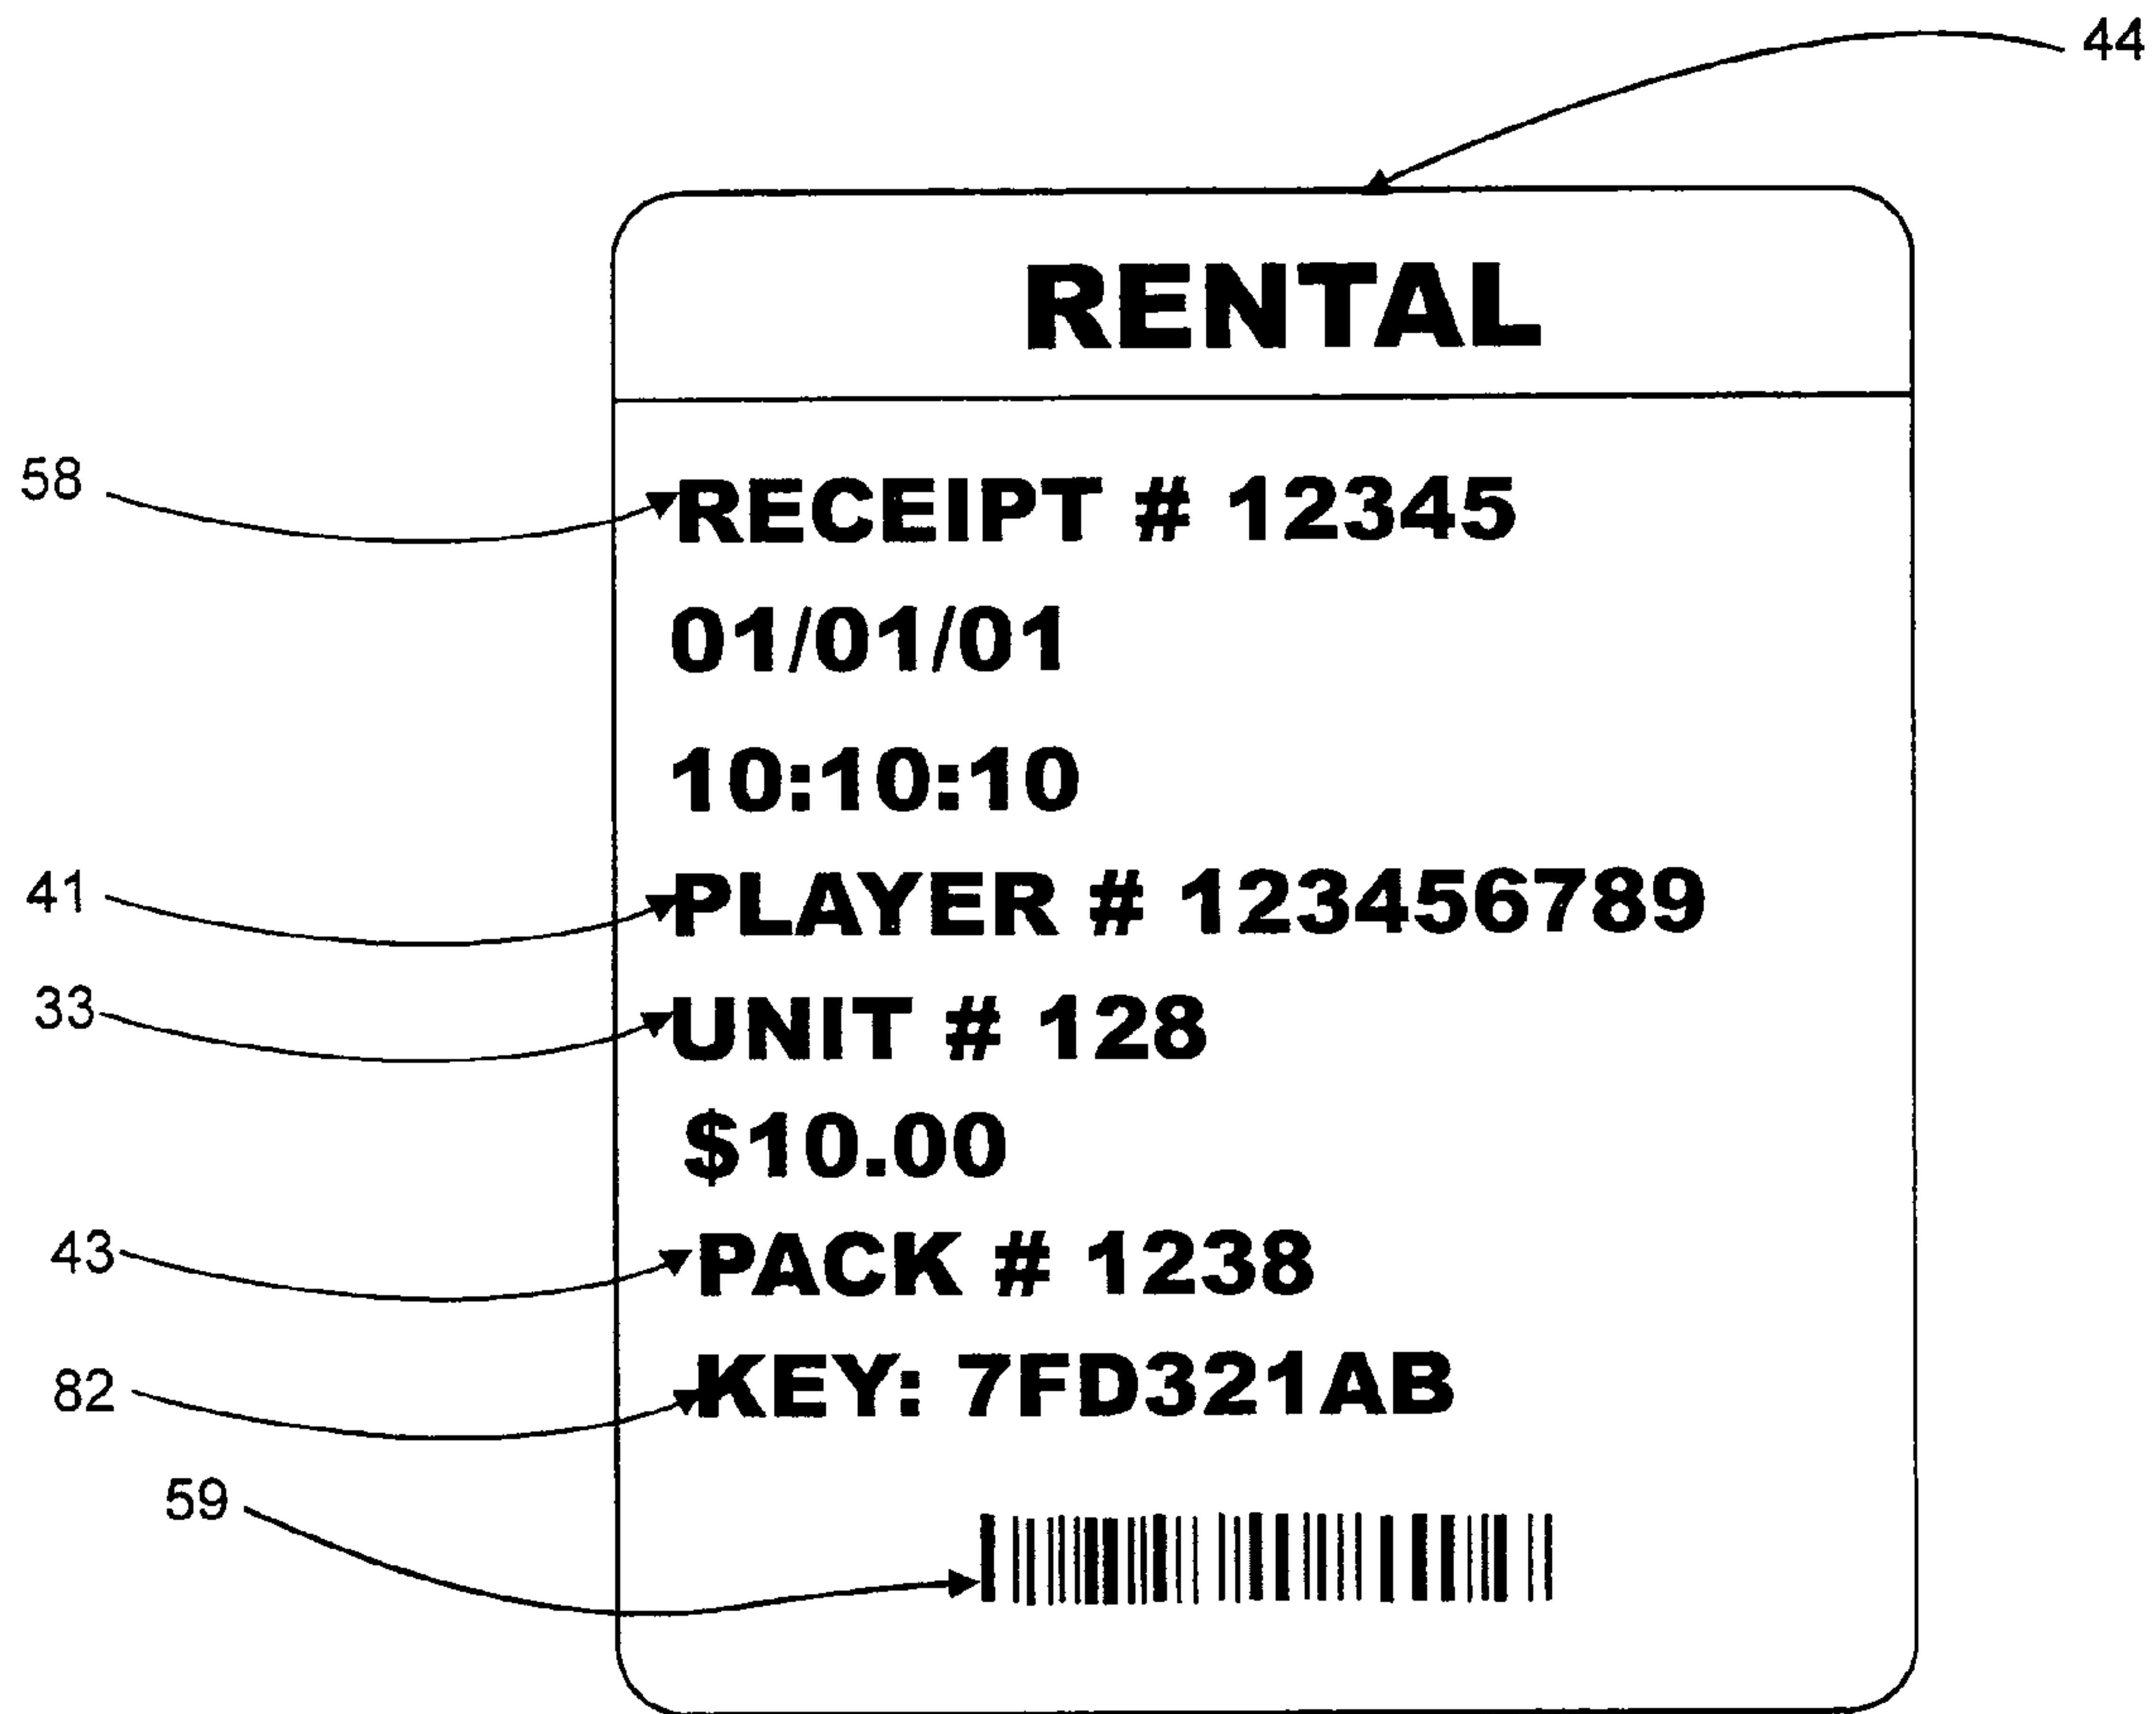 44
RENTAL
58
RECEIPT # 12345
01/01/01
10:10:10
41
PLAYER # 123456789
33
UNIT # 128
$10.00
43
PACK # 1238
82
KEY: 7FD321AB
59